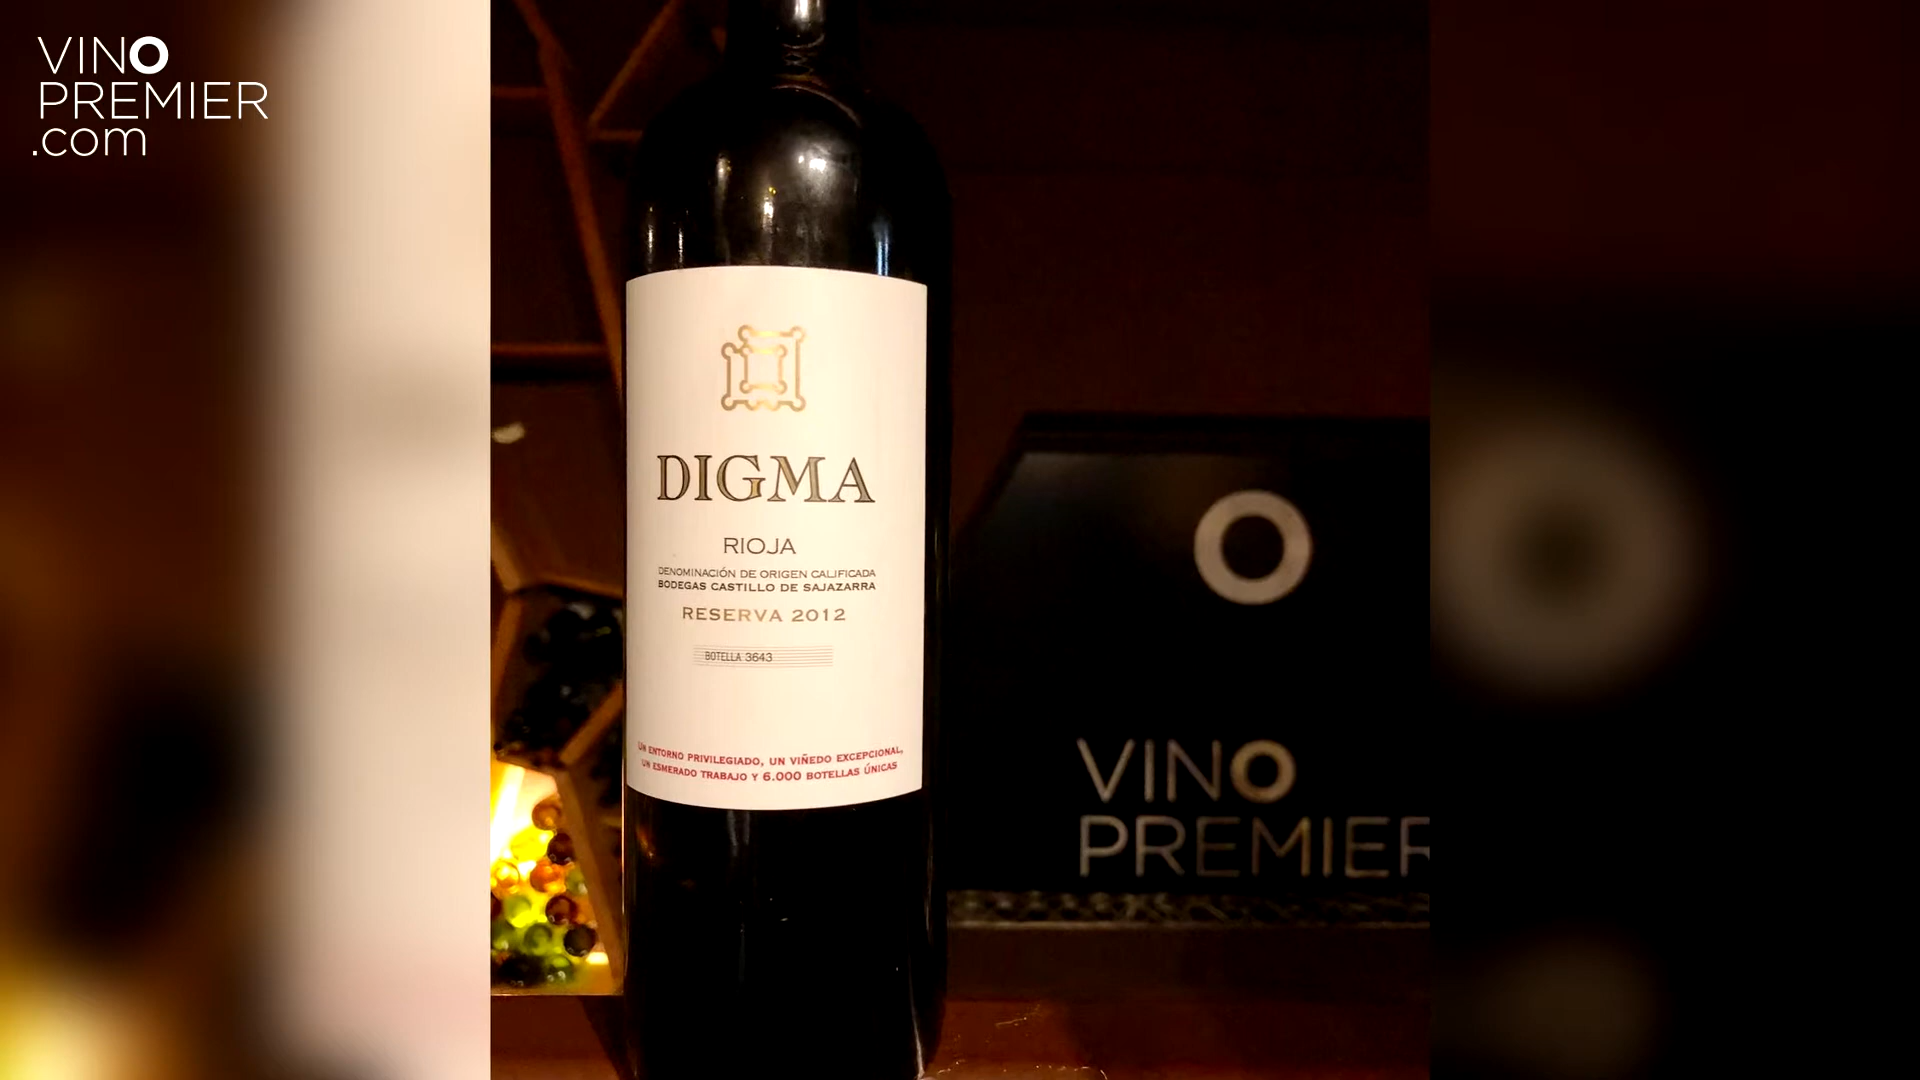 VINO
PREMIER
.com
DIGMA
RIOJA
DENOMINACIÓN DE ORIGEN CALIFICADA
BODEGAS CASTILLO DE SAJAZARRA
RESERVA 2012
BOTELLA 3643
UN ENTORNO PRIVILEGIADO, UN VIÑEDO EXCEPCIONAL,
UN ESMERADO TRABAJO Y 6.000 BOTELLAS ÚNICAS
O
VINO
PREMIER